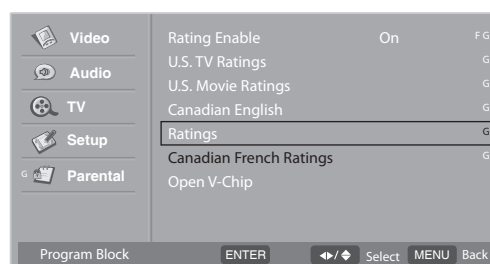 Video
Audio
TV
Setup
G Parental
Rating Enable On F G
U.S. TV Ratings G
U.S. Movie Ratings G
Canadian English G
Ratings G
Canadian French Ratings G
Open V-Chip
Program Block ENTER / Select MENU Back